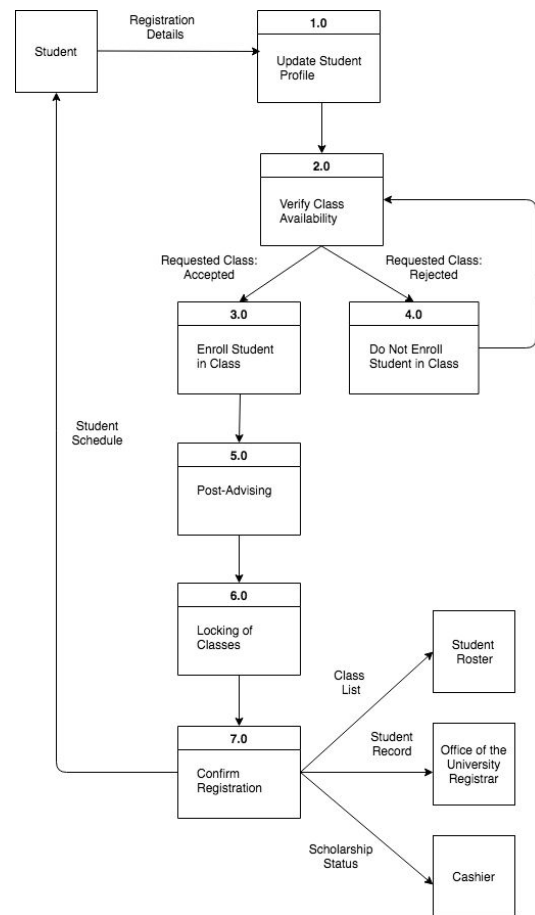 Student
Registration
Details
1.0
Update Student
Profile
2.0
Verify Class
Availability
Requested Class:
Accepted
Requested Class:
Rejected
3.0
Enroll Student
in Class
4.0
Do Not Enroll
Student in Class
Student
Schedule
5.0
Post-Advising
6.0
Locking of
Classes
7.0
Confirm
Registration
Class
List
Student
Roster
Student
Record
Office of the
University
Registrar
Scholarship
Status
Cashier